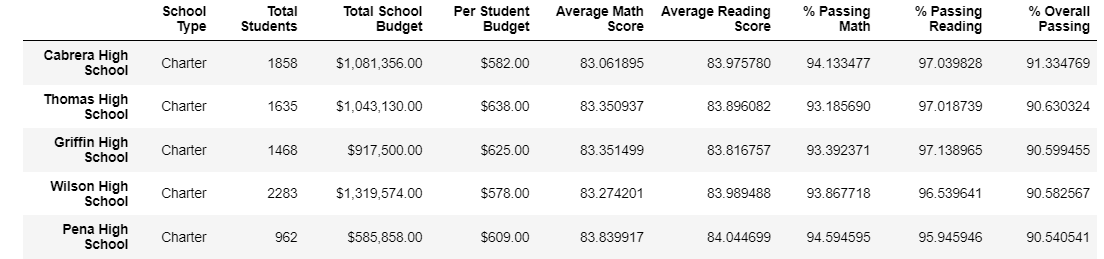 School Type Total Students Total School Budget Per Student Budget Average Math Score Average Reading Score % Passing Math % Passing Reading % Overall Passing
Cabrera High School Charter 1858 $1,081,356.00 $582.00 83.061895 83.975780 94.133477 97.039828 91.334769
Thomas High School Charter 1635 $1,043,130.00 $638.00 83.350937 83.896082 93.185690 97.018739 90.630324
Griffin High School Charter 1468 $917,500.00 $625.00 83.351499 83.816757 93.392371 97.138965 90.599455
Wilson High School Charter 2283 $1,319,574.00 $578.00 83.274201 83.989488 93.867718 96.539641 90.582567
Pena High School Charter 962 $585,858.00 $609.00 83.839917 84.044699 94.594595 95.945946 90.540541